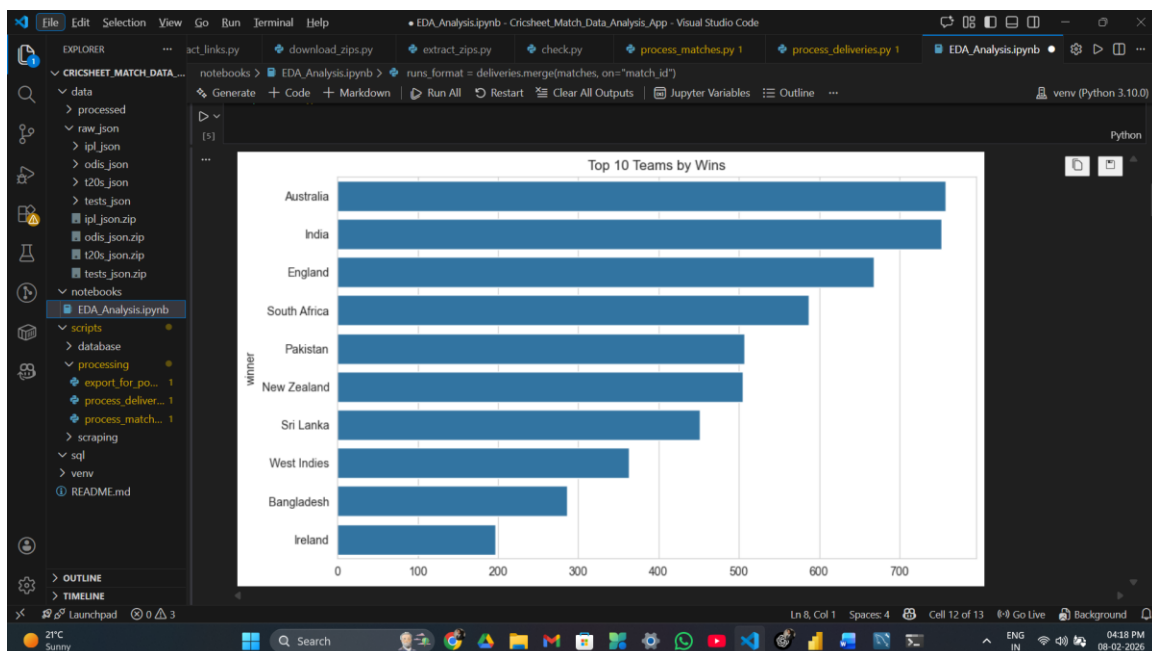 File Edit Selection View Go Run Terminal Help
● EDA_Analysis.ipynb - Cricsheet_Match_Data_Analysis_App - Visual Studio Code
EXPLORER
act_links.py download_zips.py extract_zips.py check.py process_matches.py 1 process_deliveries.py 1 EDA_Analysis.ipynb ●
CRICSHEET_MATCH_DATA_...
notebooks > EDA_Analysis.ipynb > runs_format = deliveries.merge(matches, on="match_id")
Generate + Code + Markdown Run All Restart Clear All Outputs Jupyter Variables Outline ... venv (Python 3.10.0)
data
processed
raw_json
ipl_json
odis_json
t20s_json
tests_json
ipl_json.zip
odis_json.zip
t20s_json.zip
tests_json.zip
notebooks
EDA_Analysis.ipynb
scripts
database
processing
export_for_po... 1
process_deliver... 1
process_match... 1
scraping
sql
venv
README.md
OUTLINE
TIMELINE
[5]
Python
Top 10 Teams by Wins
winner
Australia
India
England
South Africa
Pakistan
New Zealand
Sri Lanka
West Indies
Bangladesh
Ireland
0 100 200 300 400 500 600 700
Launchpad 0 3 Ln 8, Col 1 Spaces: 4 Cell 12 of 13 Go Live Background
21°C
Sunny
Search
ENG
IN
04:18 PM
08-02-2026